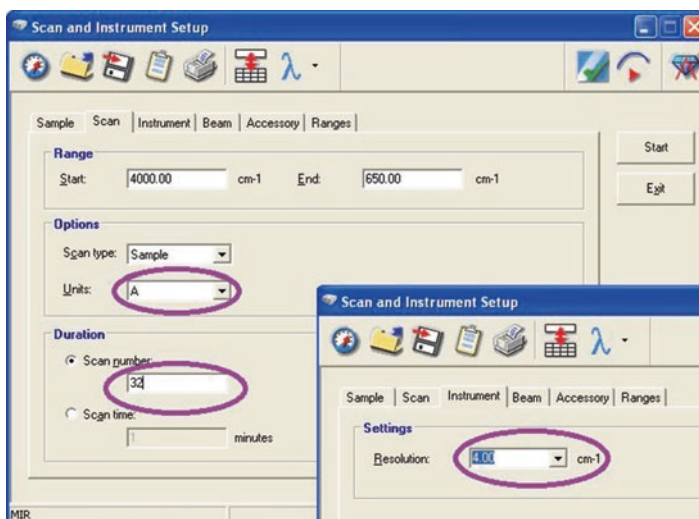 Scan and Instrument Setup
λ
Sample Scan Instrument Beam Accessory Ranges
Start
Exit
Range
Start: 4000.00 cm-1 End: 650.00 cm-1
Options
Scan type: Sample
Units: A
Duration
Scan number:
32
Scan time:
1 minutes
MIR
Scan and Instrument Setup
λ
Sample Scan Instrument Beam Accessory Ranges
Settings
Resolution: 4.00 cm-1